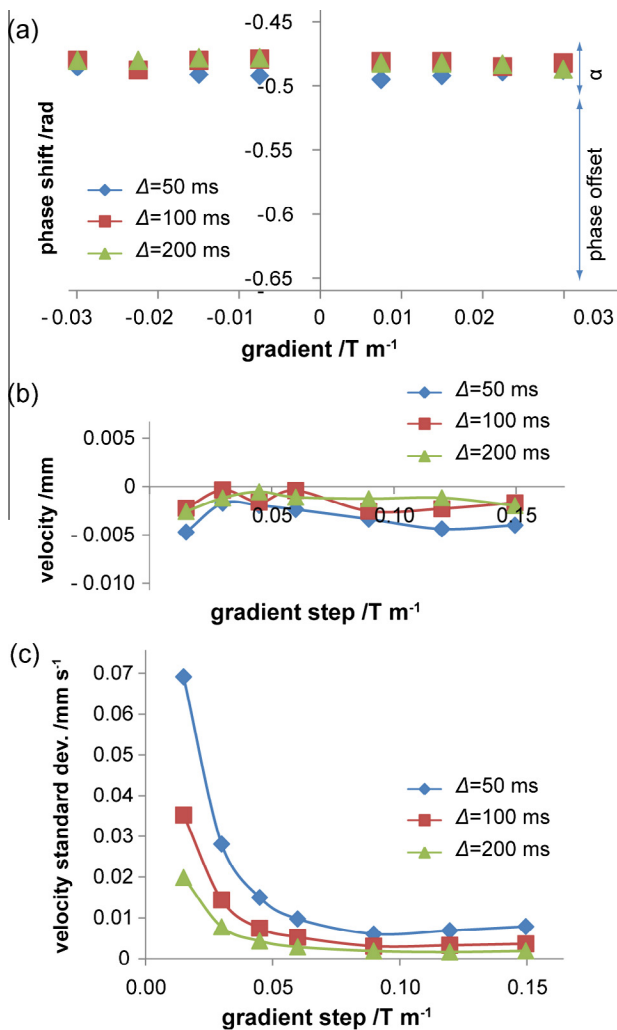 (a)
-0.45
-0.5
-0.55
-0.6
-0.65
-
α
phase offset
phase shift /rad
Δ=50 ms
Δ=100 ms
Δ=200 ms
- 0.03 -0.02 -0.01 0 0.01 0.02 0.03
gradient /T m-1
(b)
Δ=50 ms
Δ=100 ms
Δ=200 ms
velocity /mm
0.005
0
-0.005
- 0.010
0.05 0.10 0.15
gradient step /T m-1
(c)
velocity standard dev. /mm s-1
0.07
0.06
0.05
0.04
0.03
0.02
0.01
0
Δ=50 ms
Δ=100 ms
Δ=200 ms
0.00 0.05 0.10 0.15
gradient step /T m-1